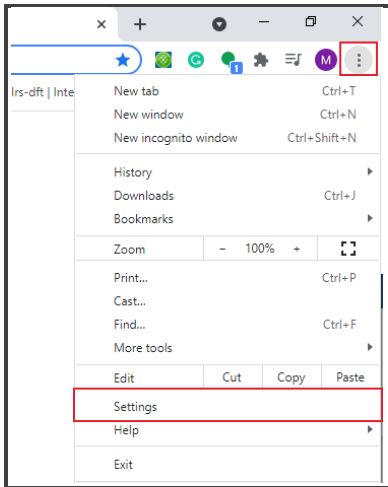 1
M
lrs-dft | Inte
New tab Ctrl+T
New window Ctrl+N
New incognito window Ctrl+Shift+N
History
Downloads Ctrl+J
Bookmarks
Zoom - 100% +
Print... Ctrl+P
Cast...
Find... Ctrl+F
More tools
Edit Cut Copy Paste
Settings
Help
Exit